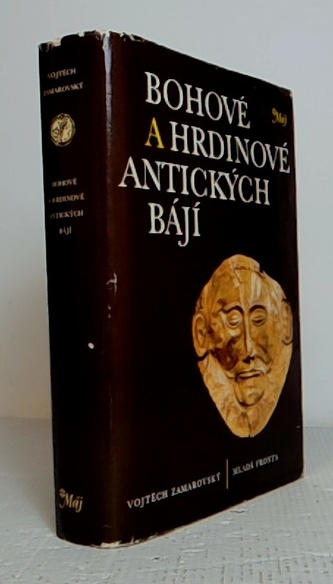 VOJTĚCH
ZAMAROVSKÝ
BOHOVÉ
A HRDINOVÉ
ANTICKÝCH
BÁJÍ
Máj
BOHOVÉ
Máj
A HRDINOVÉ
ANTICKÝCH
BÁJÍ
VOJTĚCH ZAMAROVSKÝ
MLADÁ FRONTA